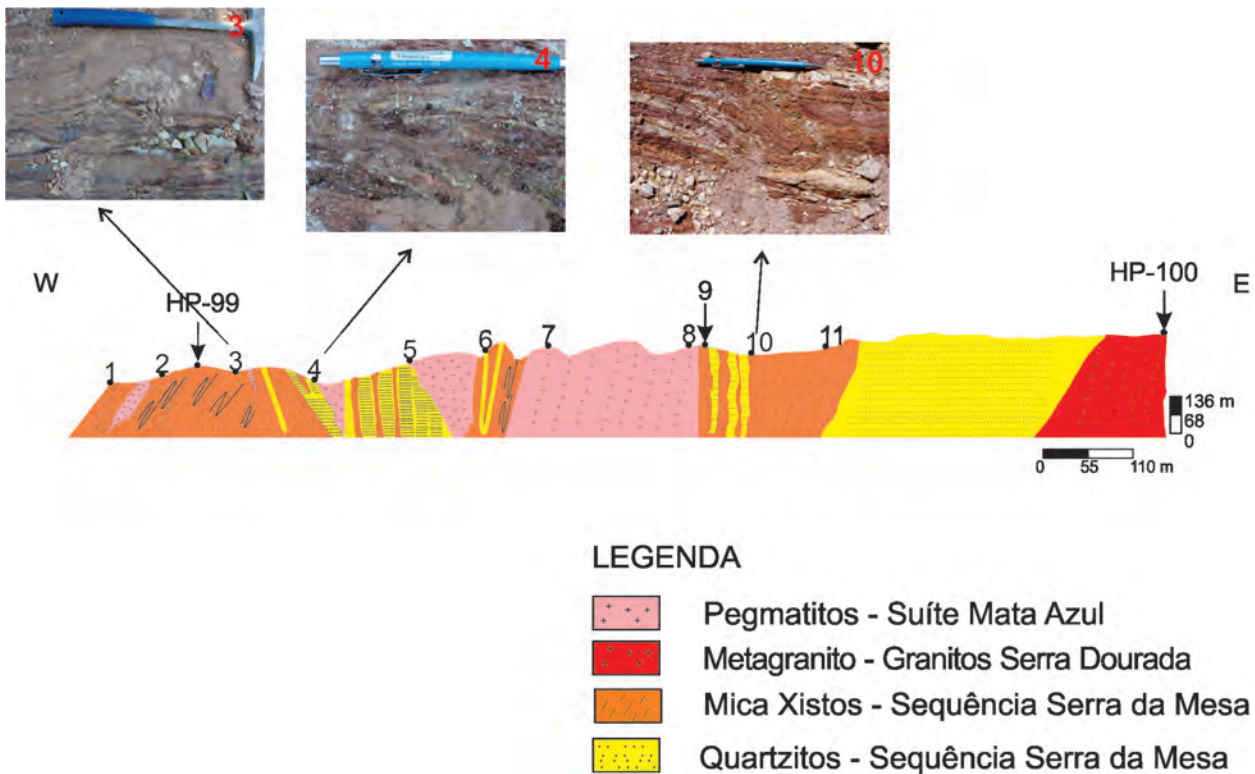 3
4
10
W
E
HP-99
HP-100
1
2
3
4
5
6
7
8
9
10
11
136 m
68
0
0 55 110 m
LEGENDA
Pegmatitos - Suíte Mata Azul
Metagranito - Granitos Serra Dourada
Mica Xistos - Sequência Serra da Mesa
Quartzitos - Sequência Serra da Mesa